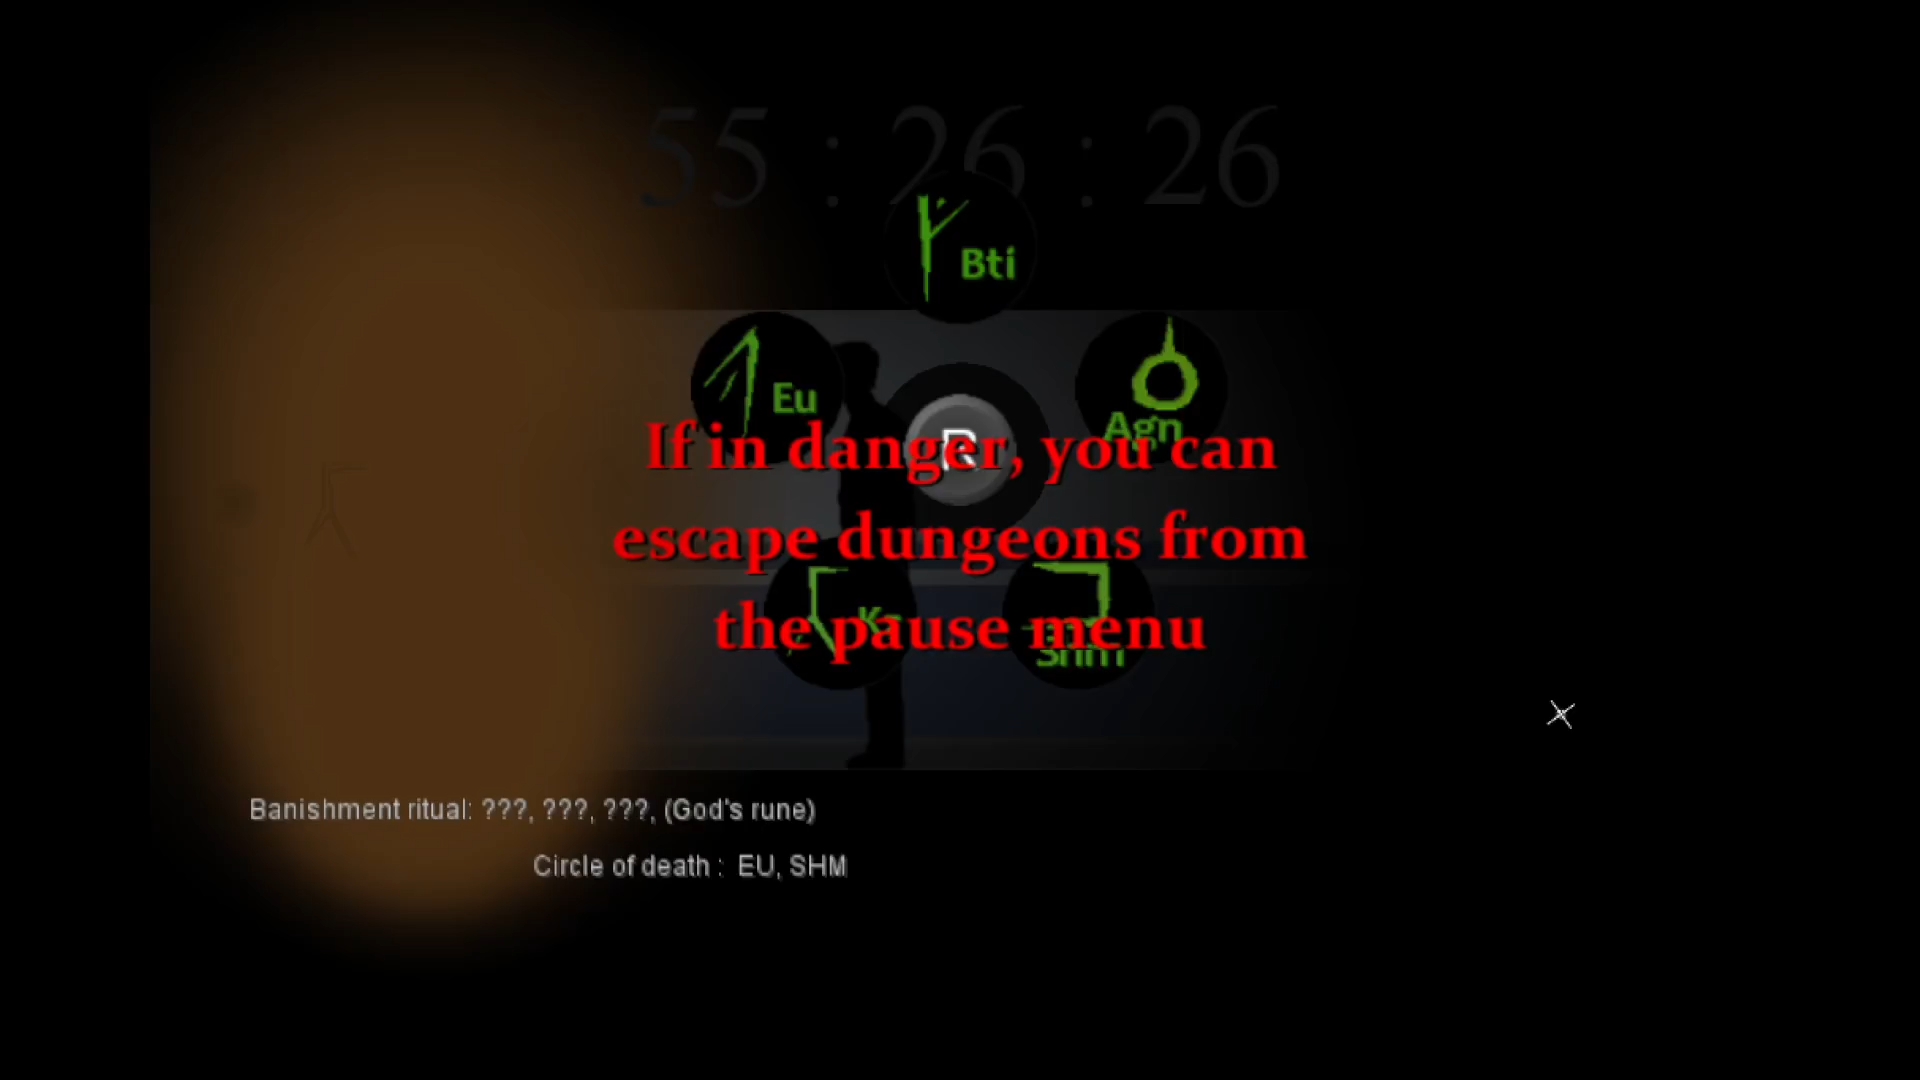 55 : 26 : 26
Bti
Eu
Agn
R
If in danger, you can
escape dungeons from
the pause menu
Shm
Banishment ritual: ???, ???, ???, (God's rune)
Circle of death : EU, SHM